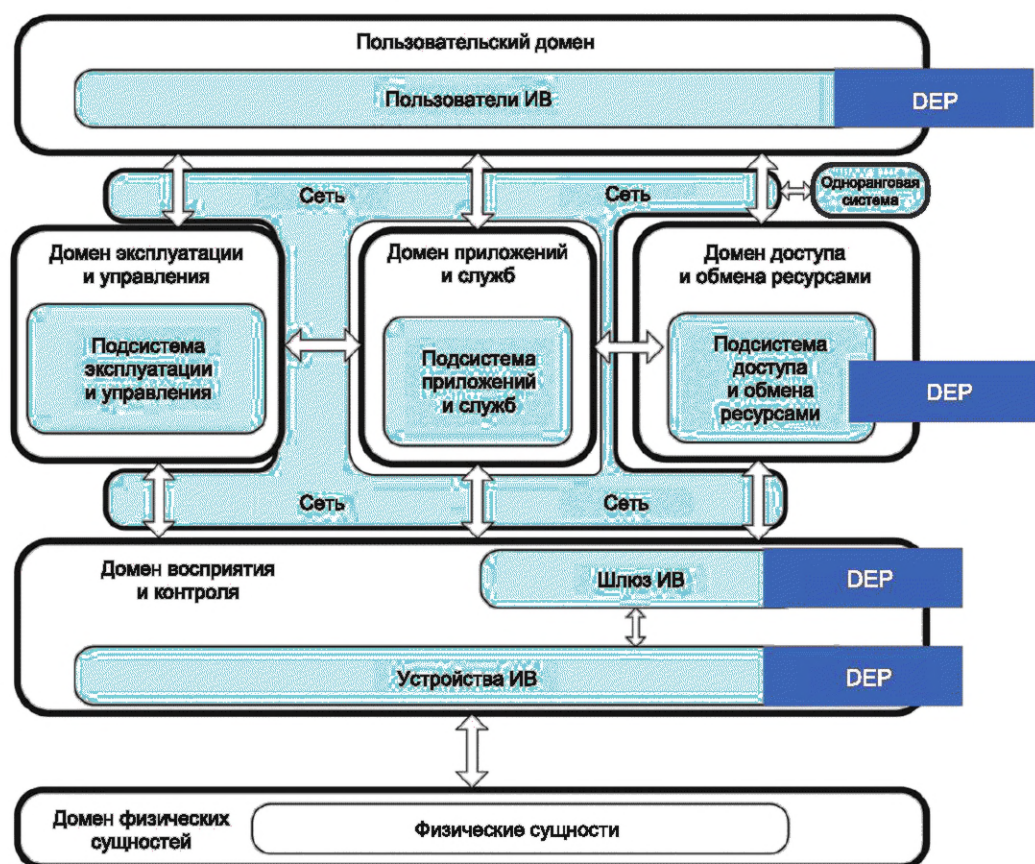 Пользовательский домен
Пользователи ИВ
DEP
Сеть
Сеть
Одноранговая
система
Домен эксплуатации
и управления
Домен приложений
и служб
Домен доступа
и обмена ресурсами
Подсистема
эксплуатации
и управления
Подсистема
приложений
и служб
Подсистема
доступа
и обмена
ресурсами
DEP
Сеть
Сеть
Домен восприятия
и контроля
Шлюз ИВ
DEP
Устройства ИВ
DEP
Домен физических
сущностей
Физические сущности